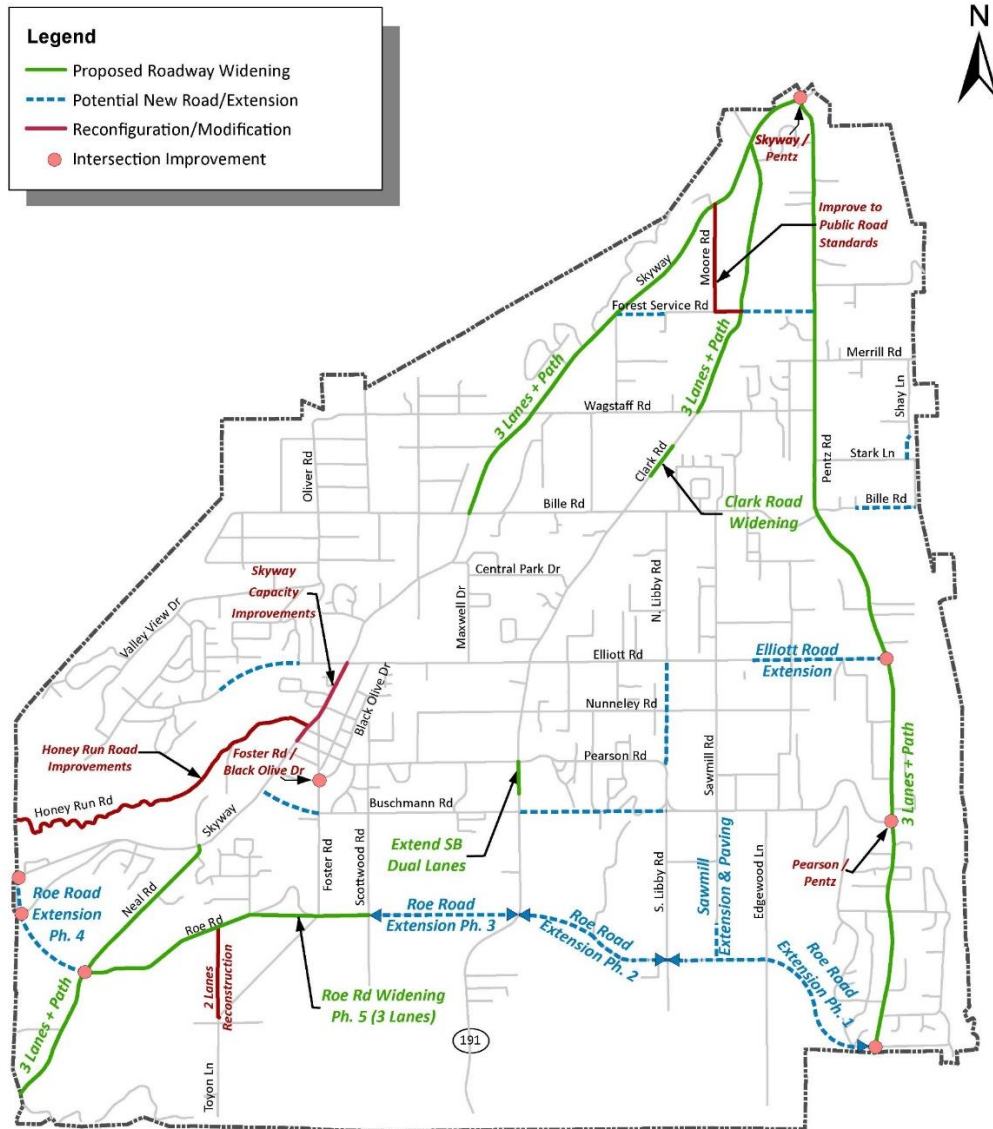 N
Legend
Proposed Roadway Widening
Potential New Road/Extension
Reconfiguration/Modification
Intersection Improvement
Skyway /
Pentz
Improve to
Public Road
Standards
Moore Rd
Skyway
Forest Service Rd
3 Lanes + Path
3 Lanes + Path
Merrill Rd
Shay Ln
Wagstaff Rd
Oliver Rd
Clark Rd
Pentz Rd
Stark Ln
Bille Rd
Bille Rd
Clark Road
Widening
Skyway
Capacity
Improvements
Central Park Dr
Maxwell Dr
N. Libby Rd
Valley View Dr
Black Olive Dr
Elliott Rd
Elliott Road
Extension
Nunneley Rd
Honey Run Road
Improvements
Foster Rd /
Black Olive Dr
Pearson Rd
Sawmill Rd
Honey Run Rd
Skyway
Buschmann Rd
3 Lanes + Path
Extend SB
Dual Lanes
Foster Rd
Scottwood Rd
S. Libby Rd
Sawmill
Extension & Paving
Edgewood Ln
Pearson /
Pentz
Roe Road
Extension
Ph. 4
Neal Rd
Roe Rd
Roe Road
Extension Ph. 3
Roe Road
Extension Ph. 2
Roe Road
Extension Ph. 1
2 Lanes
Reconstruction
Roe Rd Widening
Ph. 5 (3 Lanes)
3 Lanes + Path
191
Toyon Ln